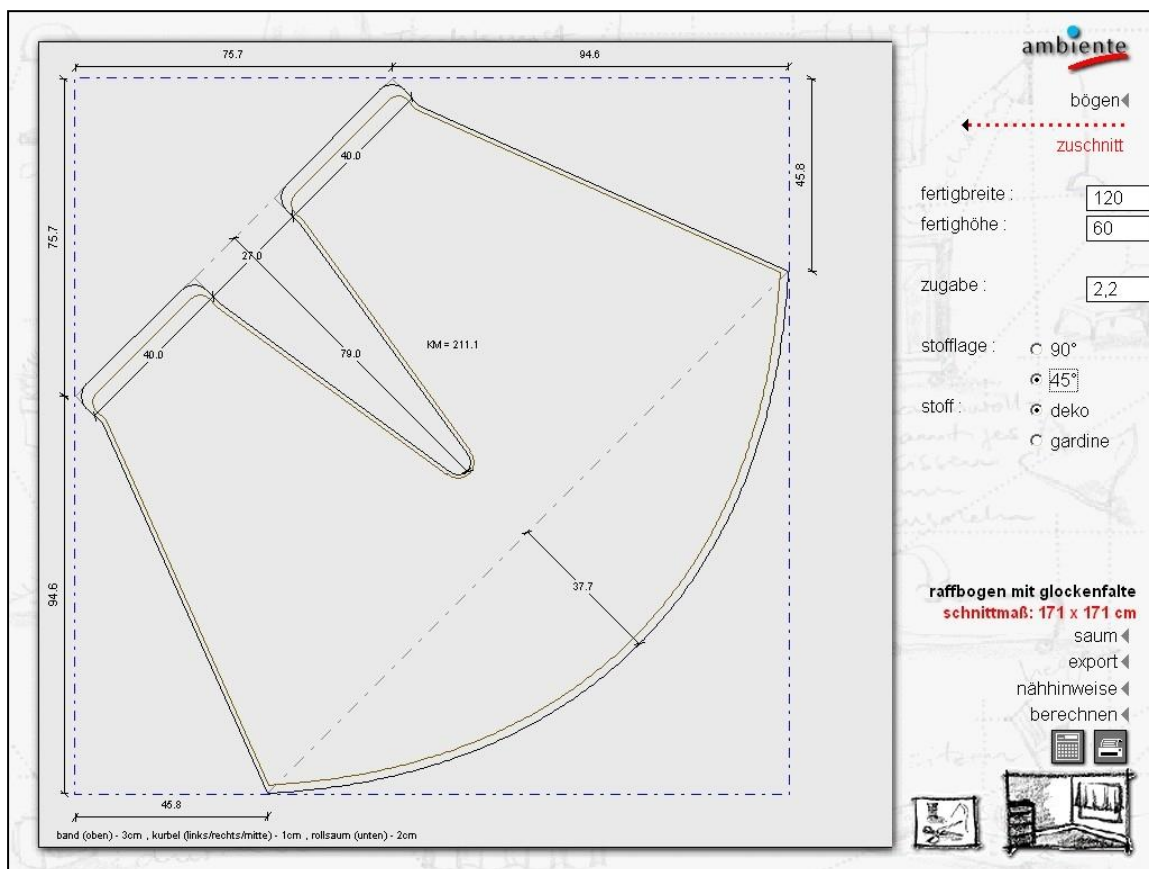 75.7
94.6
75.7
40.0
45.8
27.0
40.0
79.0
KM = 211.1
37.7
94.6
45.8
band (oben) - 3cm , kurbel (links/rechts/mitte) - 1cm , rollsaum (unten) - 2cm
ambiente
bögen
zuschnitt
fertigbreite : 120
fertighöhe : 60
zugabe : 2,2
stofflage : 90°
45°
stoff : deko
gardine
raffbogen mit glockenfalte
schnittmaß: 171 x 171 cm
saum
export
nähhinweise
berechnen